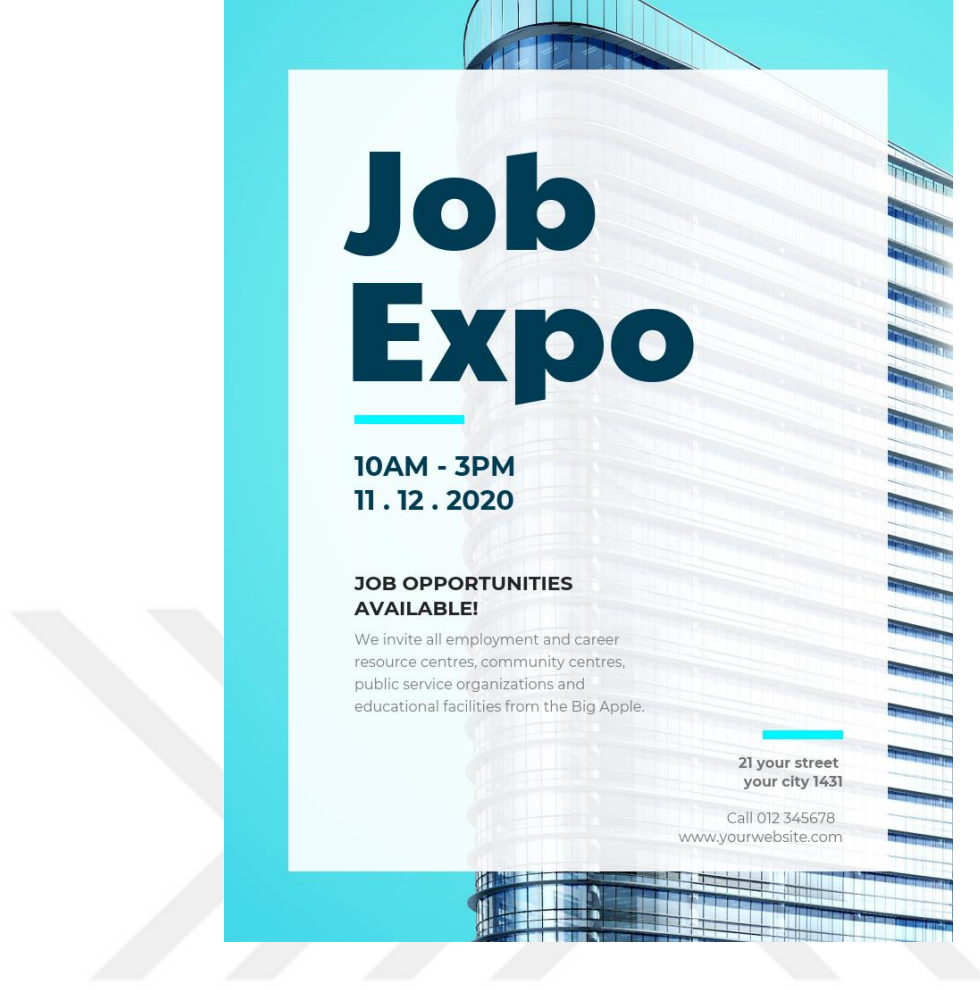 Job
Expo
10AM - 3PM
11 . 12 . 2020
JOB OPPORTUNITIES
AVAILABLE!
We invite all employment and career
resource centres, community centres,
public service organizations and
educational facilities from the Big Apple.
21 your street
your city 1431
Call 012 345678
www.yourwebsite.com